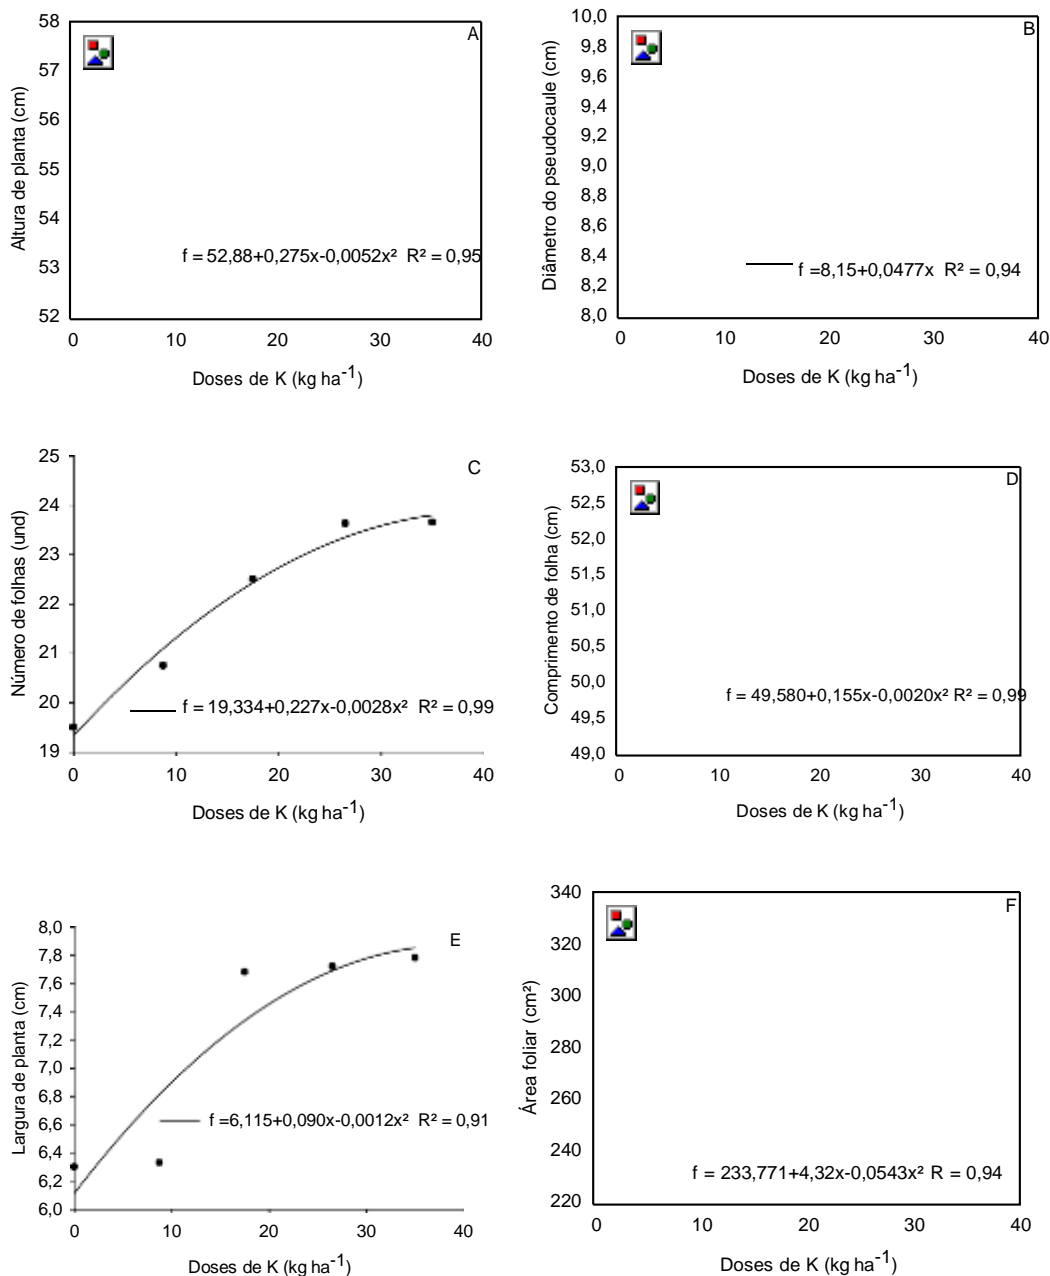 A
58
57
56
55
54
53
52
Altura de planta (cm)
f = 52,88+0,275x-0,0052x² R² = 0,95
0 10 20 30 40
Doses de K (kg ha-1)
B
10,0
9,8
9,6
9,4
9,2
9,0
8,8
8,6
8,4
8,2
8,0
Diâmetro do pseudocaule (cm)
f =8,15+0,0477x R² = 0,94
0 10 20 30 40
Doses de K (kg ha-1)
C
25
24
23
22
21
20
19
Número de folhas (und)
f = 19,334+0,227x-0,0028x² R² = 0,99
0 10 20 30 40
Doses de K (kg ha-1)
D
53,0
52,5
52,0
51,5
51,0
50,5
50,0
49,5
49,0
Comprimento de folha (cm)
f = 49,580+0,155x-0,0020x² R² = 0,99
0 10 20 30 40
Doses de K (kg ha-1)
E
8,0
7,8
7,6
7,4
7,2
7,0
6,8
6,6
6,4
6,2
6,0
Largura de planta (cm)
f =6,115+0,090x-0,0012x² R² = 0,91
0 10 20 30 40
Doses de K (kg ha-1)
F
340
320
300
280
260
240
220
Área foliar (cm²)
f = 233,771+4,32x-0,0543x² R = 0,94
0 10 20 30 40
Doses de K (kg ha-1)